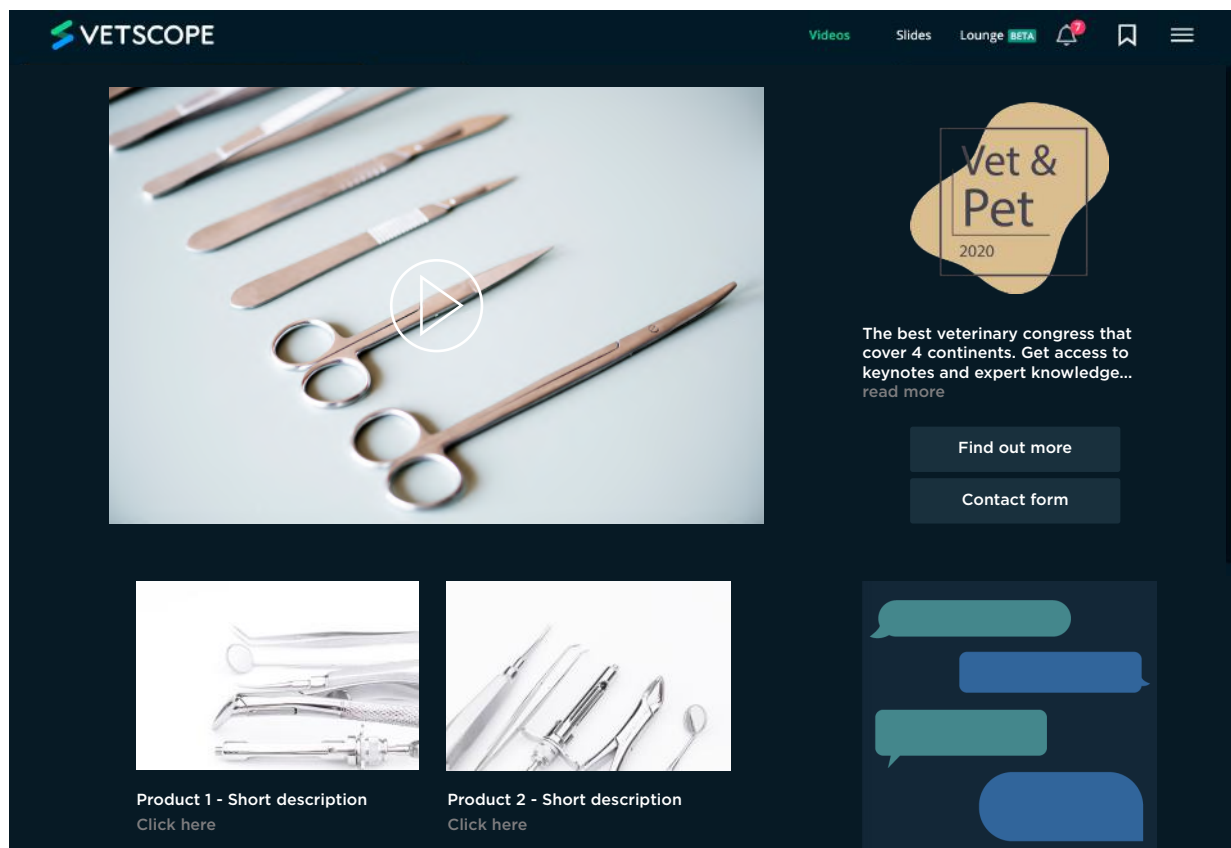 VETSCOPE
Videos
Slides
Lounge BETA
7
Vet &
Pet
2020
The best veterinary congress that
cover 4 continents. Get access to
keynotes and expert knowledge...
read more
Find out more
Contact form
Product 1 - Short description
Click here
Product 2 - Short description
Click here